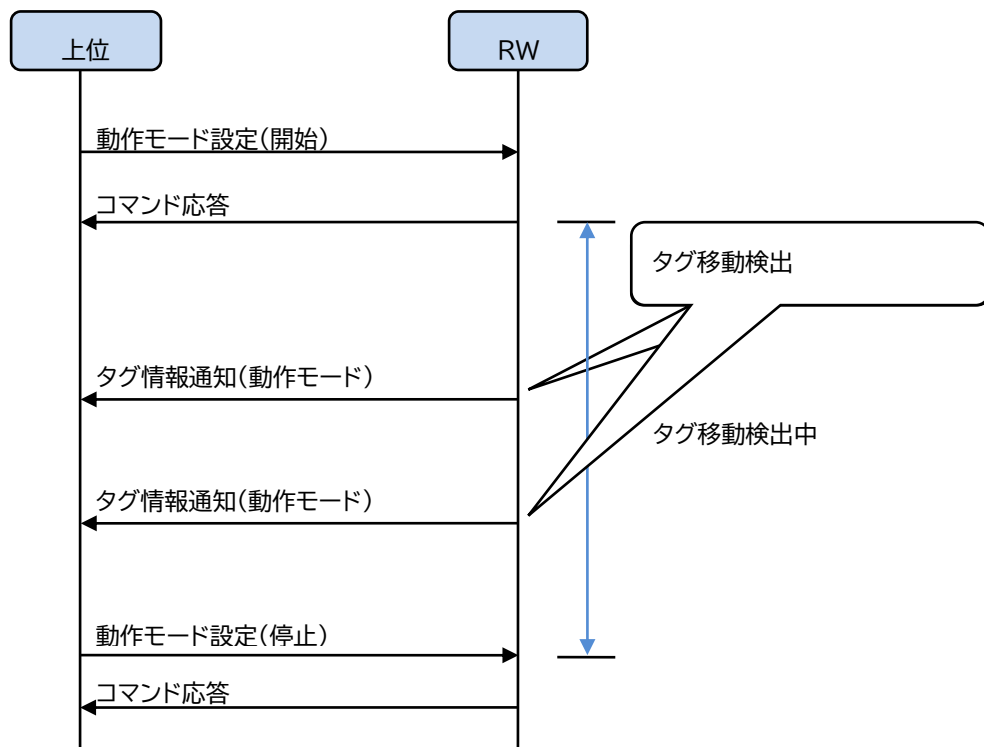 上位
RW
動作モード設定(開始)
コマンド応答
タグ移動検出
タグ情報通知(動作モード)
タグ移動検出中
タグ情報通知(動作モード)
動作モード設定(停止)
コマンド応答